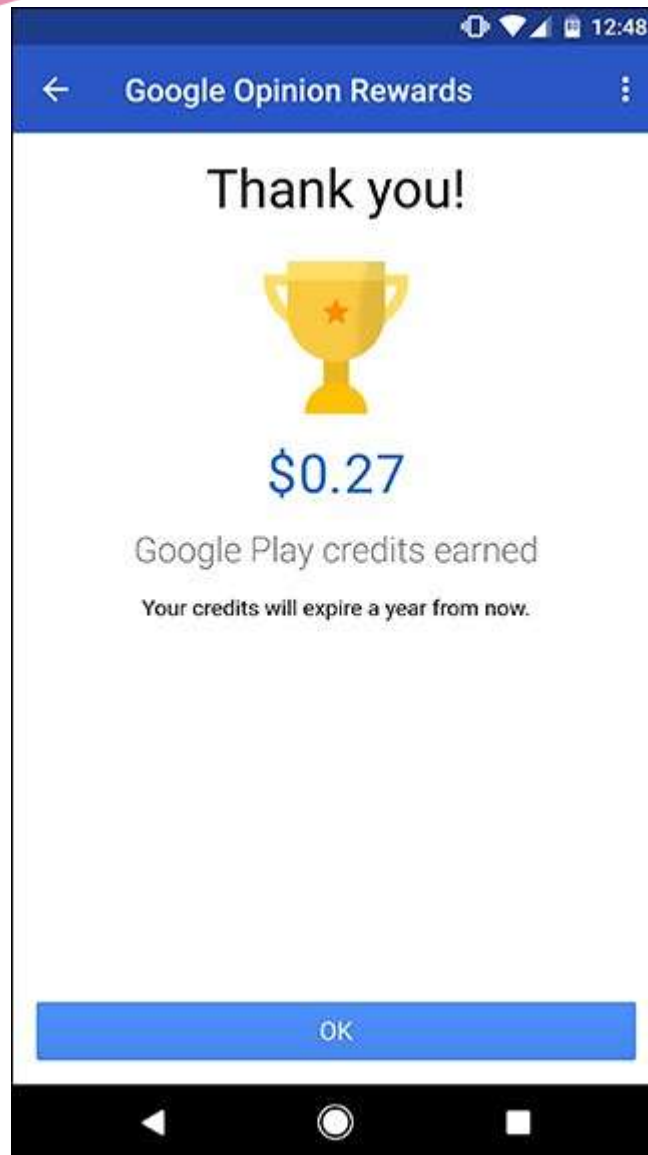 12:48
Google Opinion Rewards
Thank you!
$0.27
Google Play credits earned
Your credits will expire a year from now.
OK